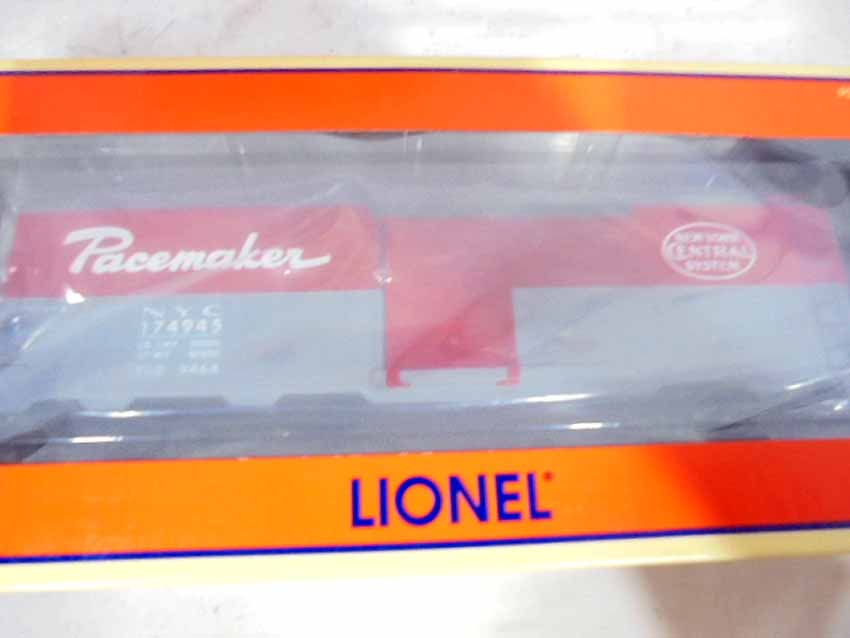 Pacemaker
NEW YORK
CENTRAL
SYSTEM
NYC
174945
LIONEL